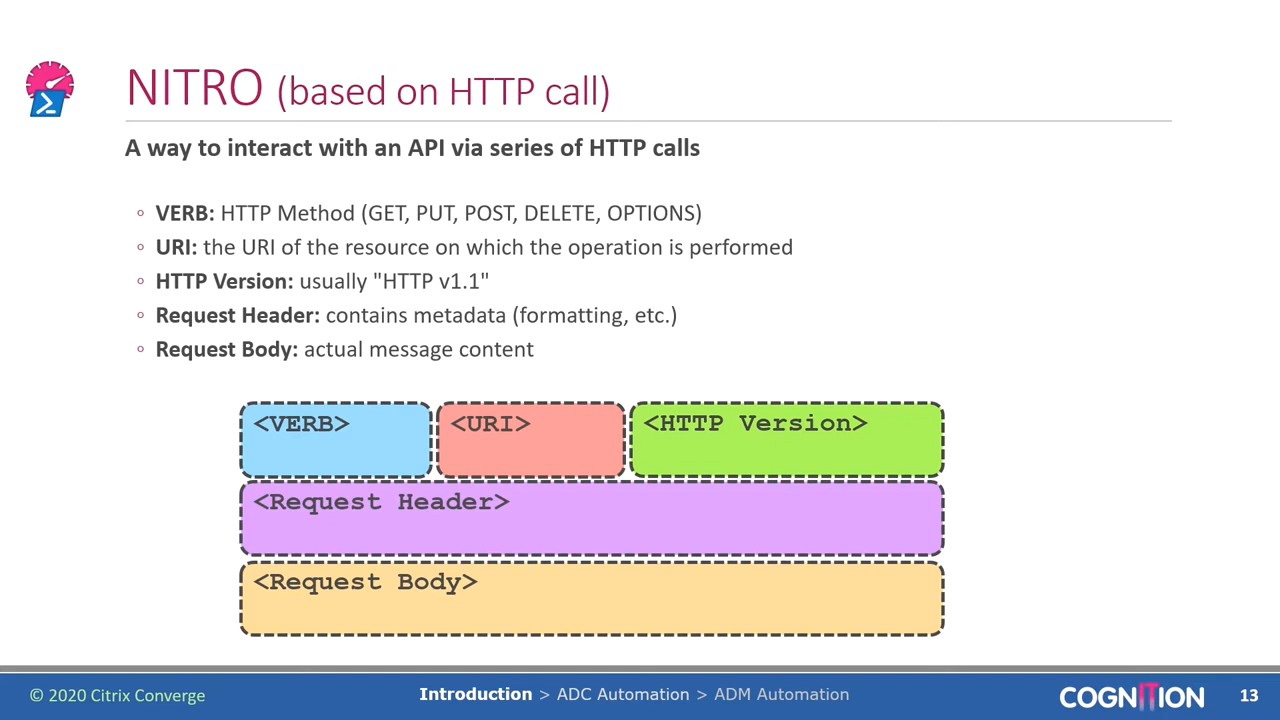 NITRO (based on HTTP call)
A way to interact with an API via series of HTTP calls
◦ VERB: HTTP Method (GET, PUT, POST, DELETE, OPTIONS)
◦ URI: the URI of the resource on which the operation is performed
◦ HTTP Version: usually "HTTP v1.1"
◦ Request Header: contains metadata (formatting, etc.)
◦ Request Body: actual message content
<VERB> <URI> <HTTP Version>
<Request Header>
<Request Body>
© 2020 Citrix Converge Introduction > ADC Automation > ADM Automation COGNITION 13